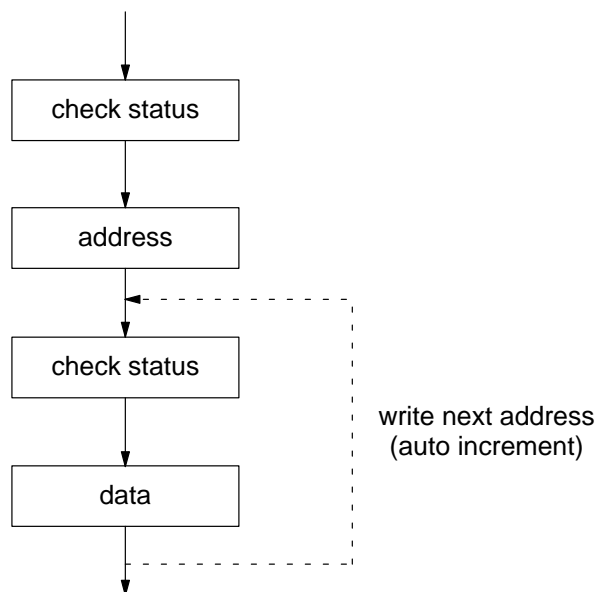 check status
address
check status
write next address
(auto increment)
data